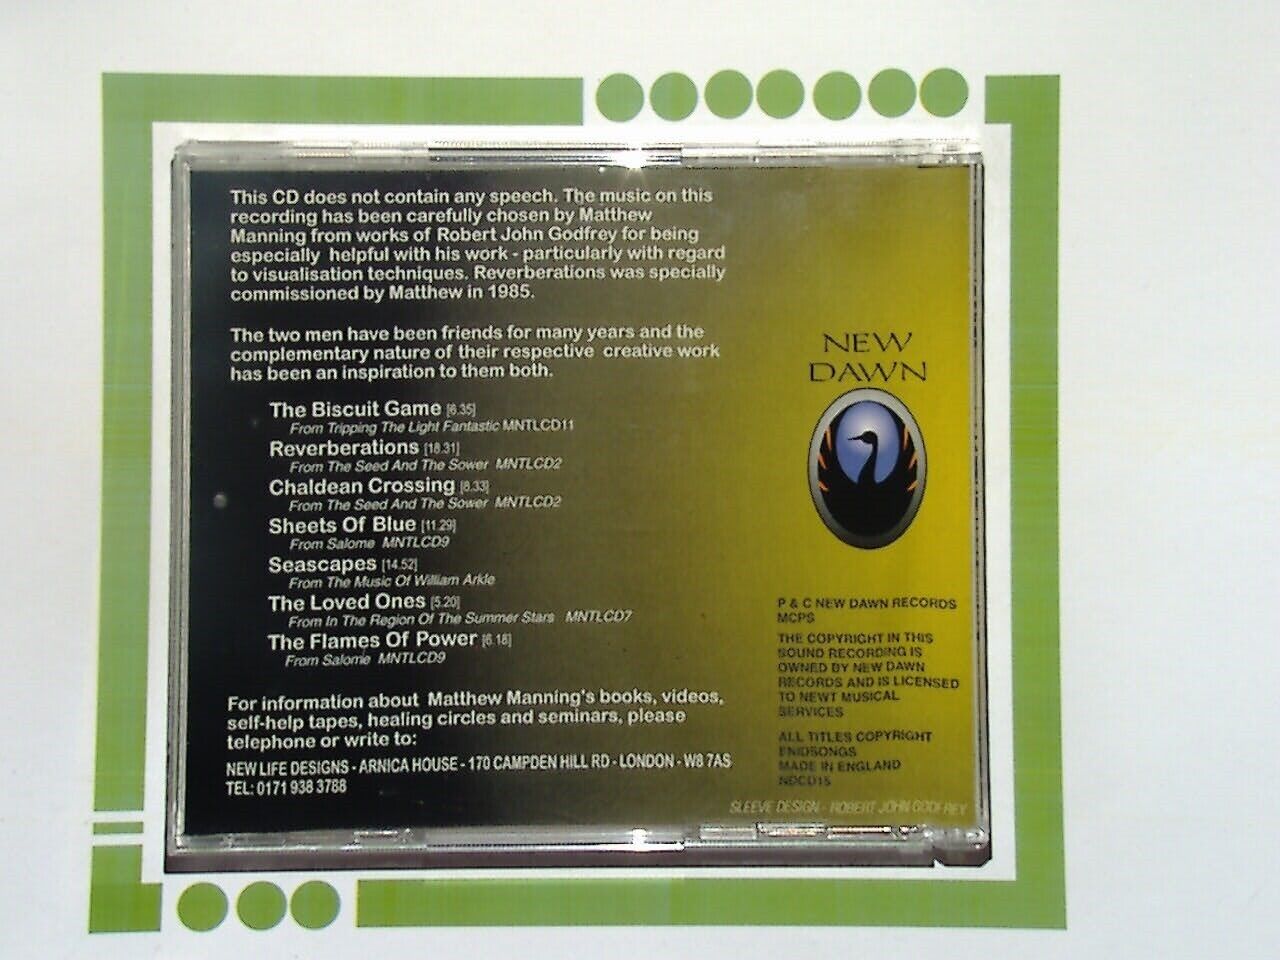 This CD does not contain any speech. The music on this
recording has been carefully chosen by Matthew
Manning from works of Robert John Godfrey for being
especially helpful with his work - particularly with regard
to visualisation techniques. Reverberations was specially
commissioned by Matthew in 1985.
The two men have been friends for many years and the
complementary nature of their respective creative work
has been an inspiration to them both.
The Biscuit Game [6.35]
From Tripping The Light Fantastic MNTLCD11
Reverberations [18.31]
From The Seed And The Sower MNTLCD2
Chaldean Crossing [8.33]
From The Seed And The Sower MNTLCD2
Sheets Of Blue [11.29]
From Salome MNTLCD9
Seascapes [14.52]
From The Music Of William Arkle
The Loved Ones [5.20]
From In The Region Of The Summer Stars MNTLCD7
The Flames Of Power [6.18]
From Salome MNTLCD9
For information about Matthew Manning's books, videos,
self-help tapes, healing circles and seminars, please
telephone or write to:
NEW LIFE DESIGNS - ARNICA HOUSE - 170 CAMPDEN HILL RD - LONDON - W8 7AS
TEL: 0171 938 3788
NEW
DAWN
P & C NEW DAWN RECORDS
MCPS
THE COPYRIGHT IN THIS
SOUND RECORDING IS
OWNED BY NEW DAWN
RECORDS AND IS LICENSED
TO NEWT MUSICAL
SERVICES
ALL TITLES COPYRIGHT
ENIDSONGS
MADE IN ENGLAND
NDCD15
SLEEVE DESIGN - ROBERT JOHN GODFREY